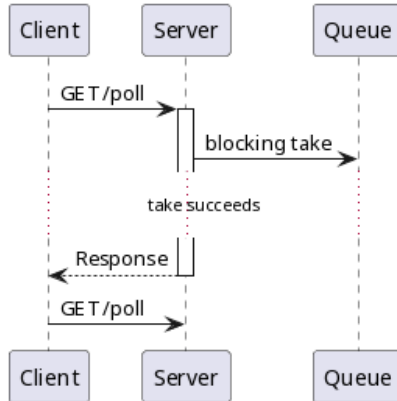 Client Server Queue
GET/poll
blocking take
take succeeds
Response
GET/poll
Client Server Queue